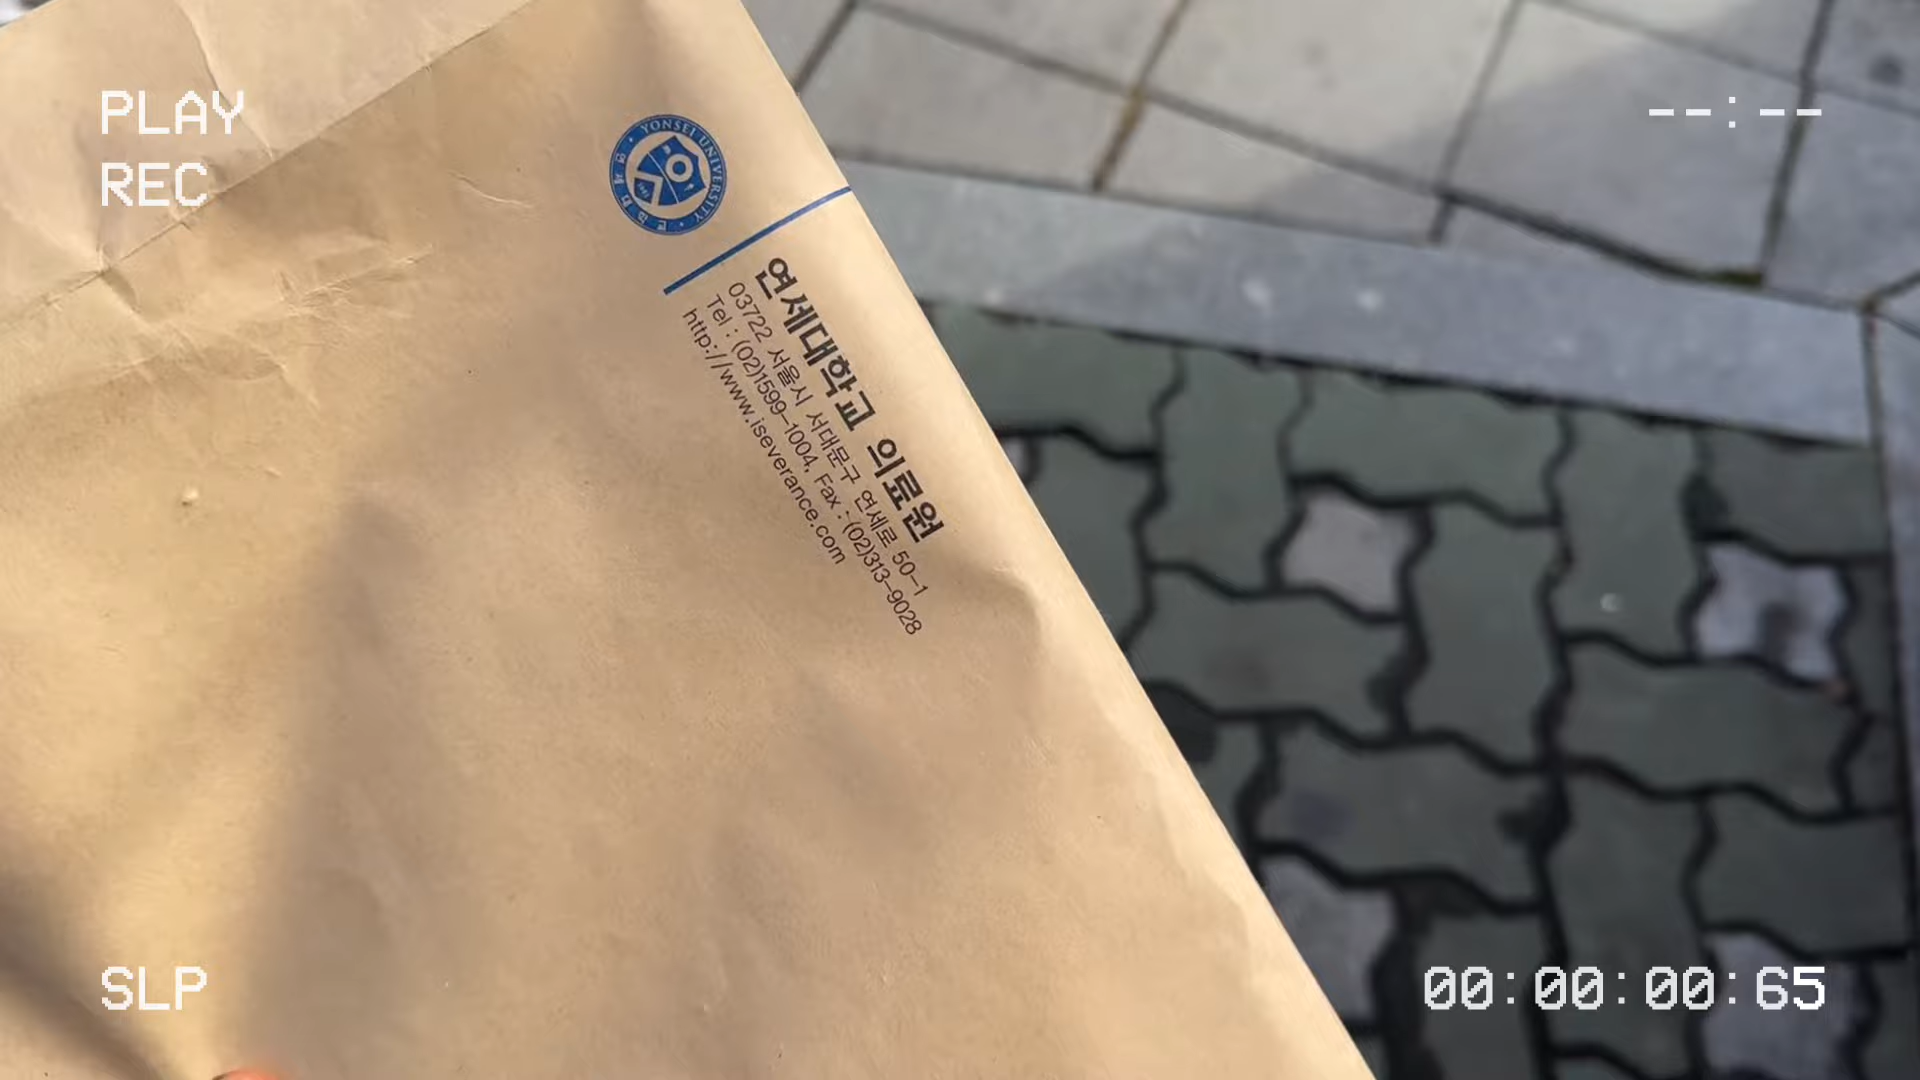 PLAY
REC
--:--
YONSEI UNIVERSITY
연세대학교 의료원
03722 서울시 서대문구 연세로 50-1
Tel : (02)1599-1004, Fax : (02)313-9028
http://www.iseverance.com
SLP
00:00:00:65